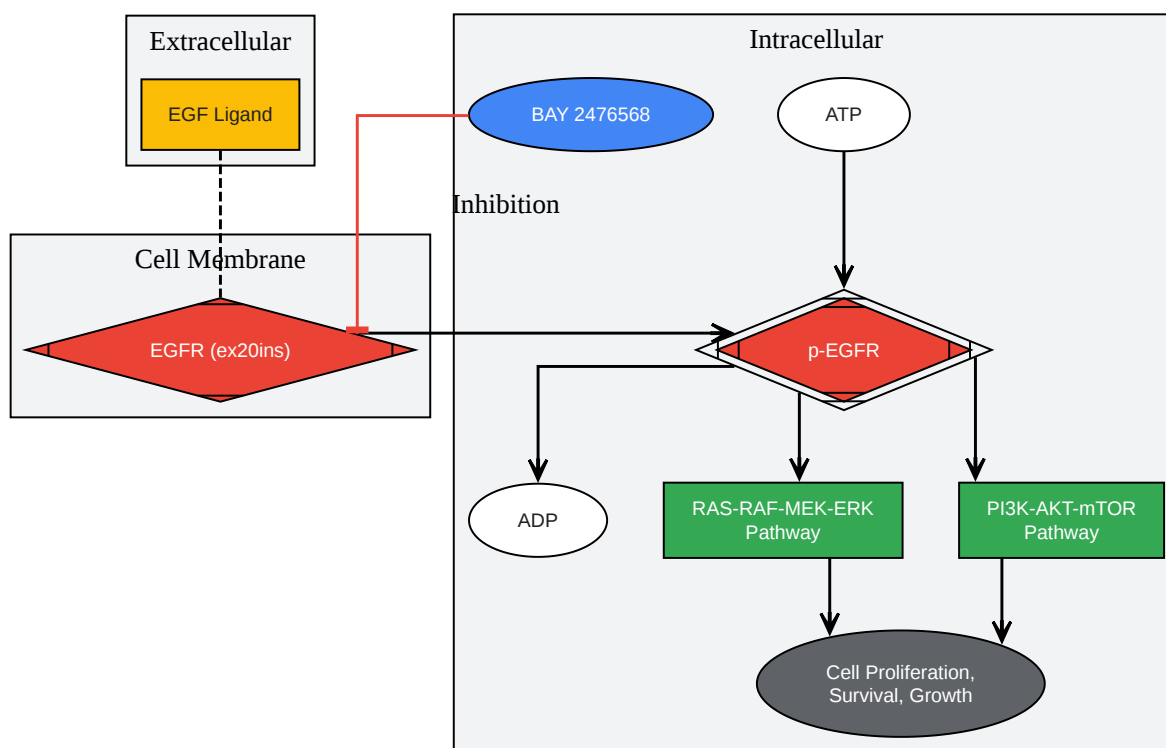 Extracellular
Intracellular
EGF Ligand
BAY 2476568
ATP
Inhibition
Cell Membrane
EGFR (ex20ins)
p-EGFR
ADP
RAS-RAF-MEK-ERK
Pathway
PI3K-AKT-mTOR
Pathway
Cell Proliferation,
Survival, Growth